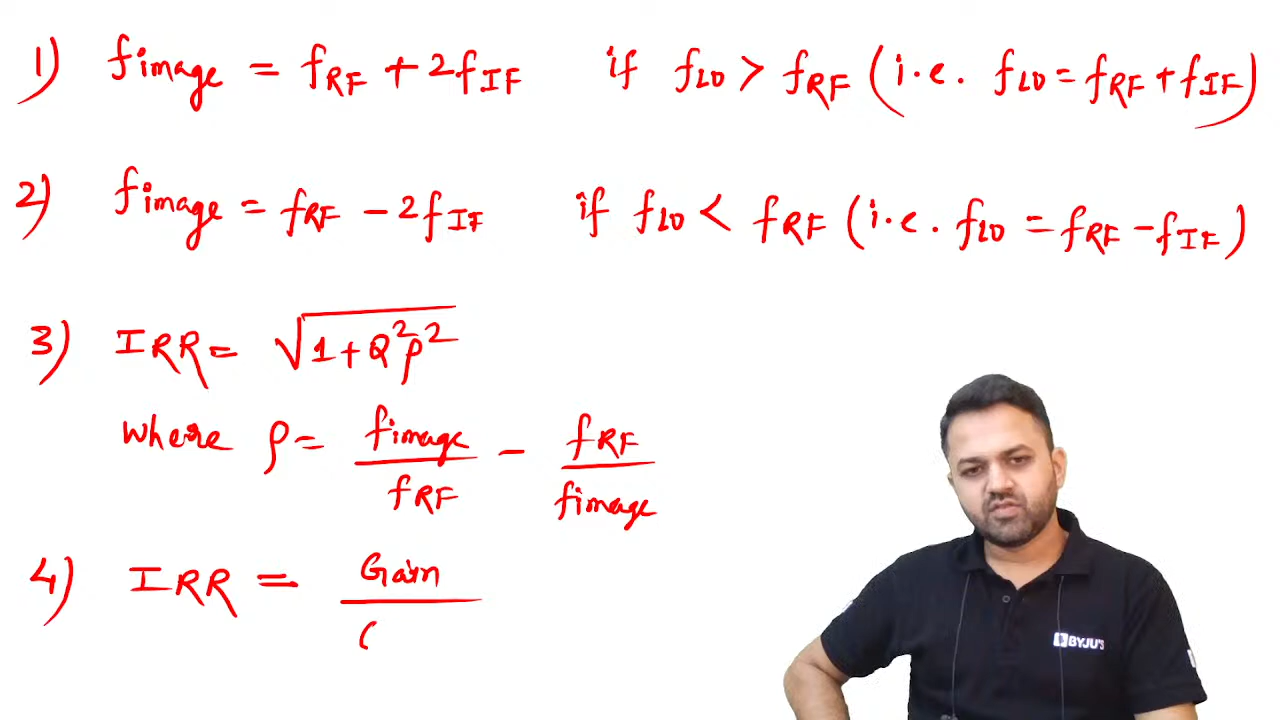 1) fimage = fRF + 2fIF if fLO > fRF (i.e. fLO = fRF + fIF)
2) fimage = fRF - 2fIF if fLO < fRF (i.e. fLO = fRF - fIF)
3) IRR = √1+Q²ρ²
where ρ = fimage/fRF - fRF/fimage
4) IRR = Gain/(
BYJU'S